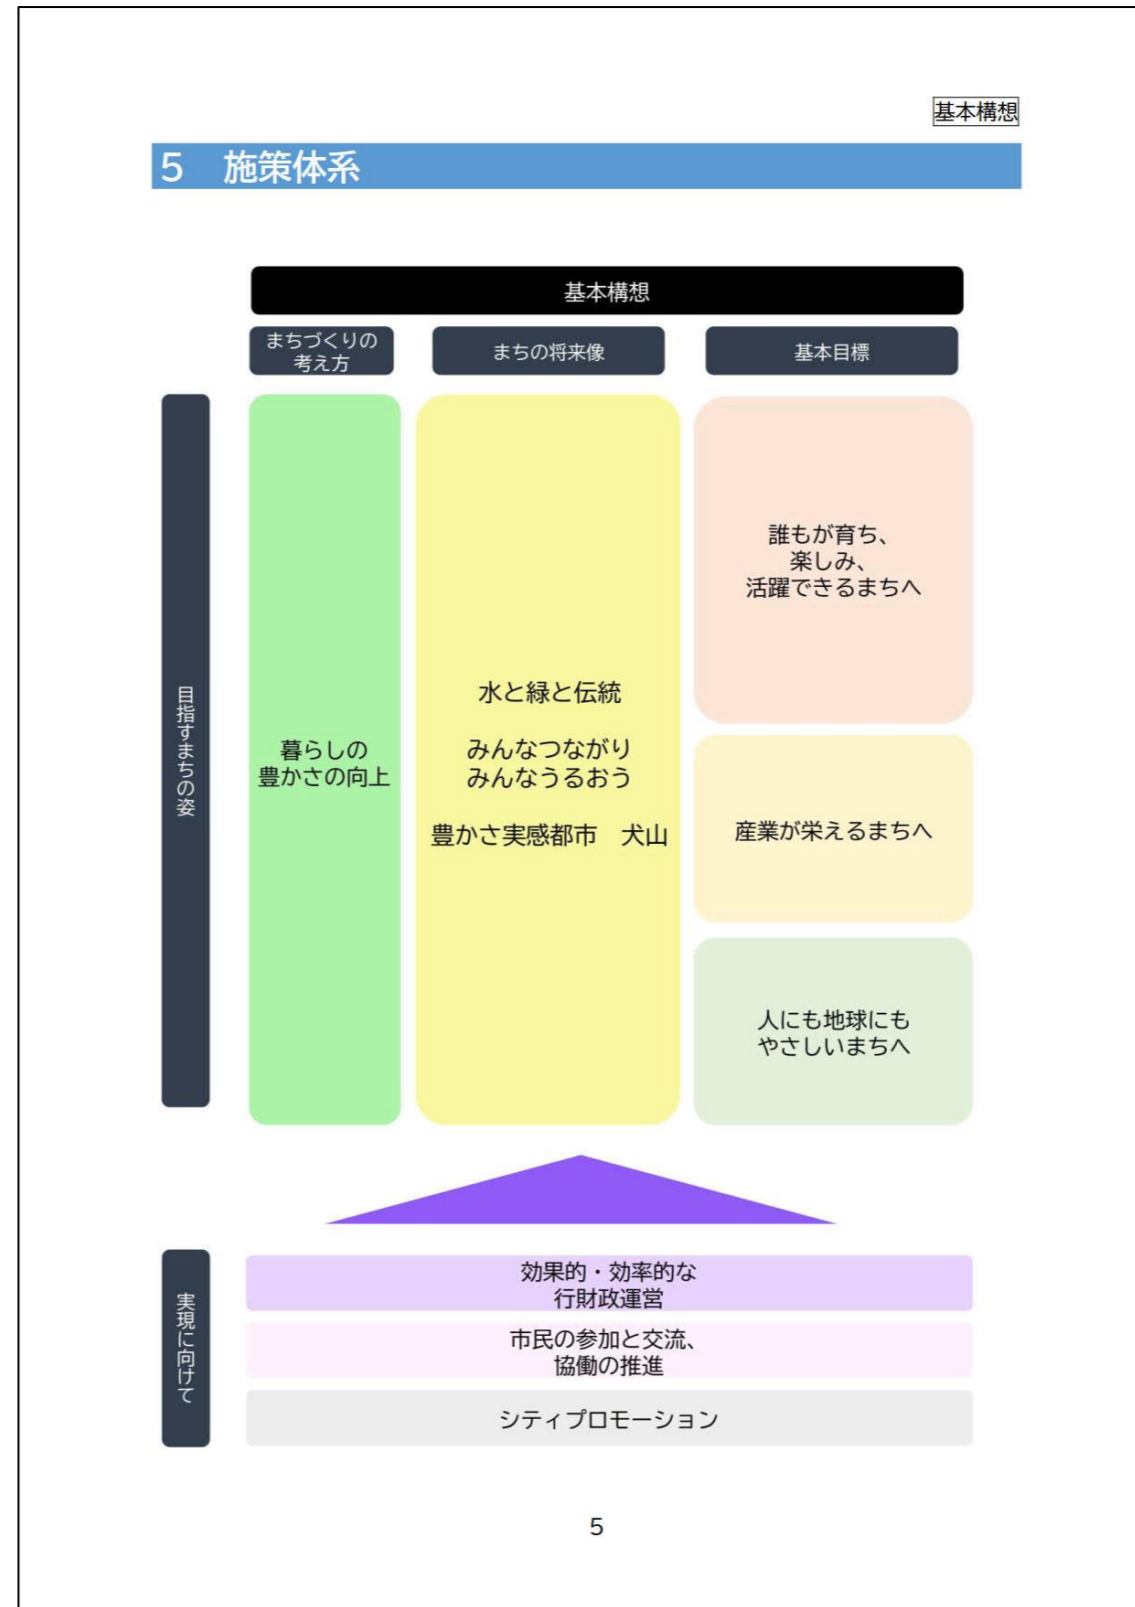 基本構想
5 施策体系
基本構想
まちづくりの
考え方
まちの将来像
基本目標
目指すまちの姿
暮らしの
豊かさの向上
水と緑と伝統
みんなつながり
みんなうるおう
豊かさ実感都市 犬山
誰もが育ち、
楽しみ、
活躍できるまちへ
産業が栄えるまちへ
人にも地球にも
やさしいまちへ
実現に向けて
効果的・効率的な
行財政運営
市民の参加と交流、
協働の推進
シティプロモーション
5